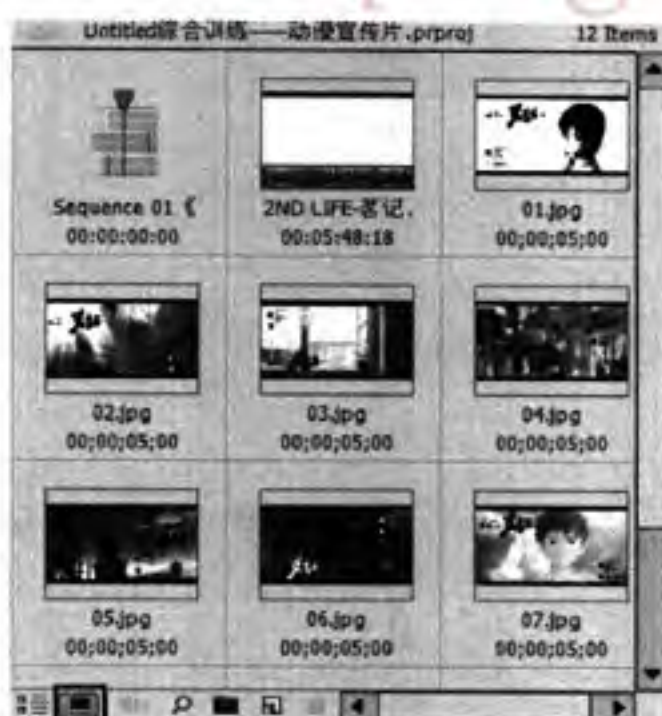 Untitled综合训练——动漫宣传片.prproj 12 Items
Sequence 01 《
00:00:00:00
2ND LIFE-茗记.
00:05:48:18
01.jpg
00;00;05;00
02.jpg
00;00;05;00
03.jpg
00;00;05;00
04.jpg
00;00;05;00
05.jpg
00;00;05;00
06.jpg
00;00;05;00
07.jpg
00;00;05;00